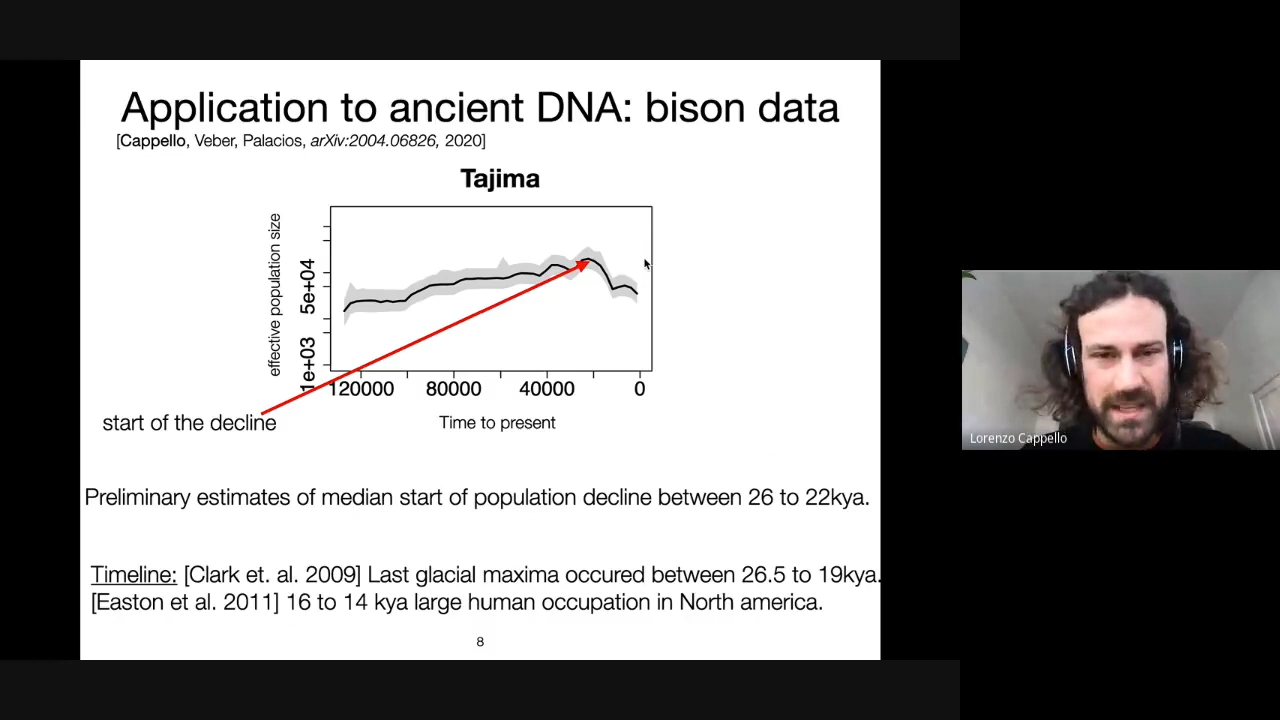 Application to ancient DNA: bison data
[Cappello, Veber, Palacios, arXiv:2004.06826, 2020]
Tajima
effective population size
5e+04
1e+03
120000 80000 40000 0
start of the decline
Time to present
Preliminary estimates of median start of population decline between 26 to 22kya.
Timeline: [Clark et. al. 2009] Last glacial maxima occured between 26.5 to 19kya.
[Easton et al. 2011] 16 to 14 kya large human occupation in North america.
8
Lorenzo Cappello